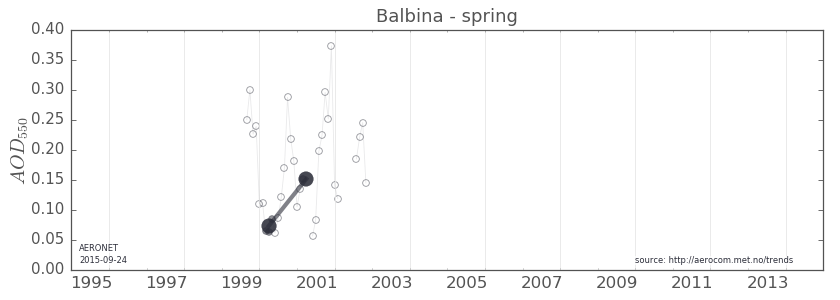 Balbina - spring
0.40
0.35
0.30
0.25
0.20
0.15
0.10
0.05
0.00
AOD550
AERONET
2015-09-24
source: http://aerocom.met.no/trends
1995 1997 1999 2001 2003 2005 2007 2009 2011 2013